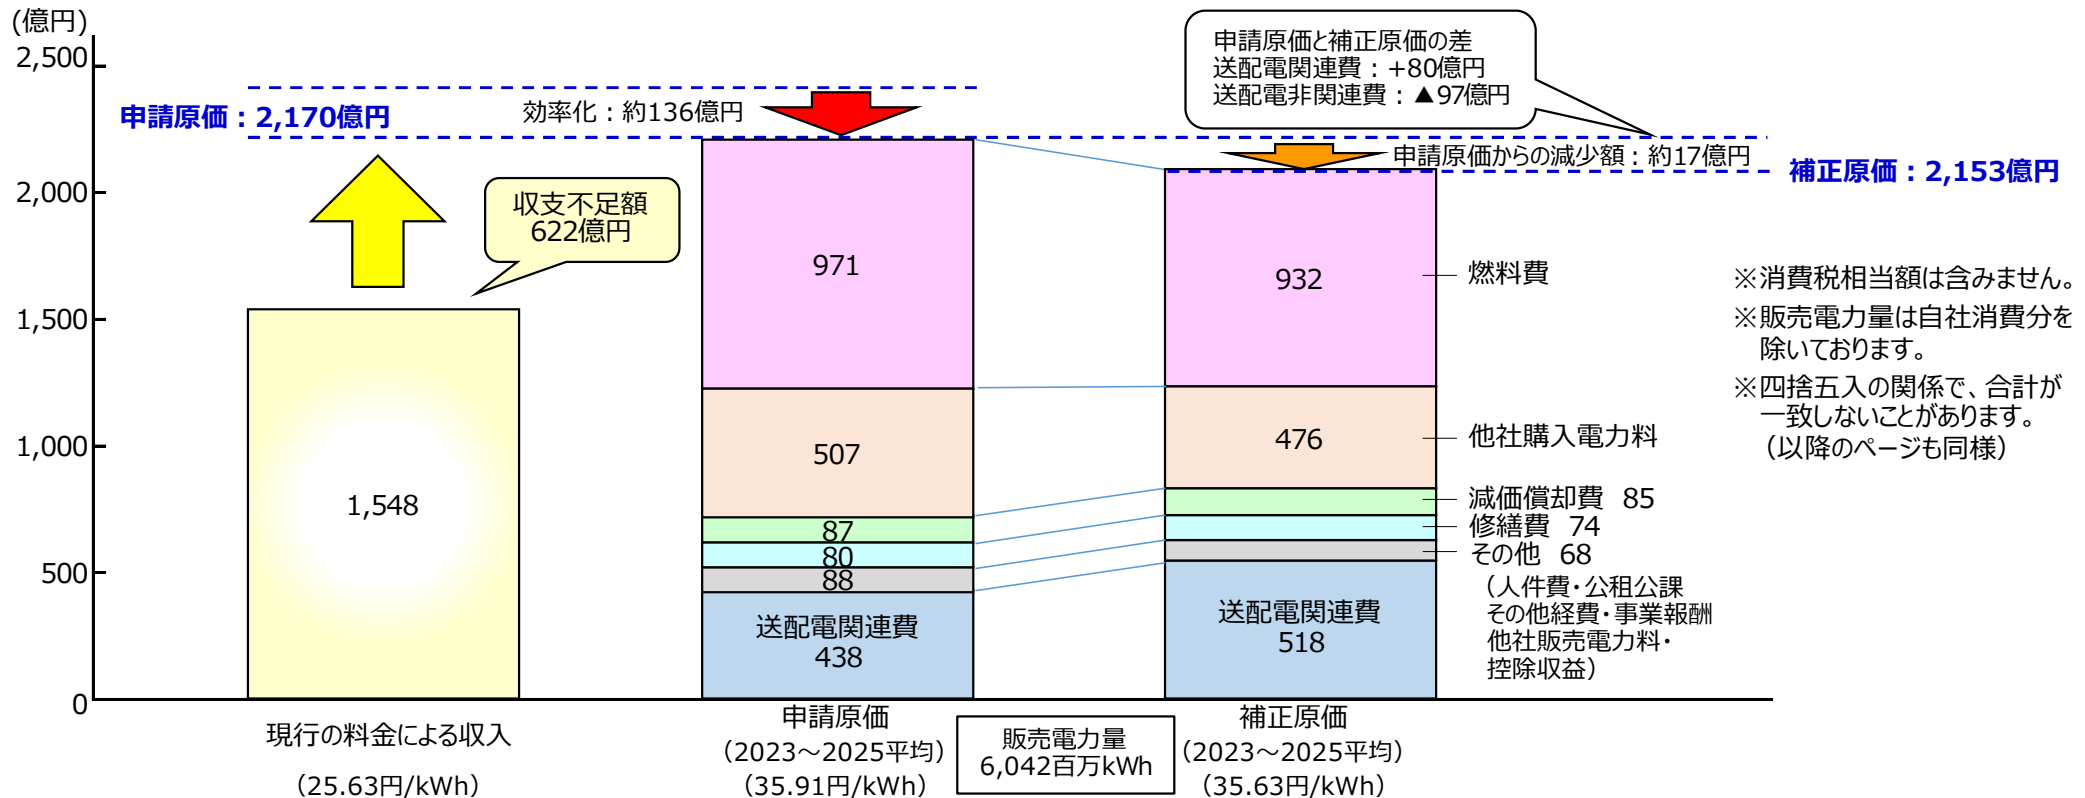 (億円)
2,500
2,000
1,500
1,000
500
0
申請原価：2,170億円
効率化：約136億円
申請原価と補正原価の差
送配電関連費：+80億円
送配電非関連費：▲97億円
申請原価からの減少額：約17億円
補正原価：2,153億円
収支不足額
622億円
1,548
971
507
87
80
88
送配電関連費
438
932
476
送配電関連費
518
燃料費
他社購入電力料
減価償却費 85
修繕費 74
その他 68
（人件費・公租公課
その他経費・事業報酬
他社販売電力料・
控除収益）
※消費税相当額は含みません。
※販売電力量は自社消費分を
除いております。
※四捨五入の関係で、合計が
一致しないことがあります。
（以降のページも同様）
現行の料金による収入
（25.63円/kWh）
申請原価
（2023～2025平均）
（35.91円/kWh）
販売電力量
6,042百万kWh
補正原価
（2023～2025平均）
（35.63円/kWh）